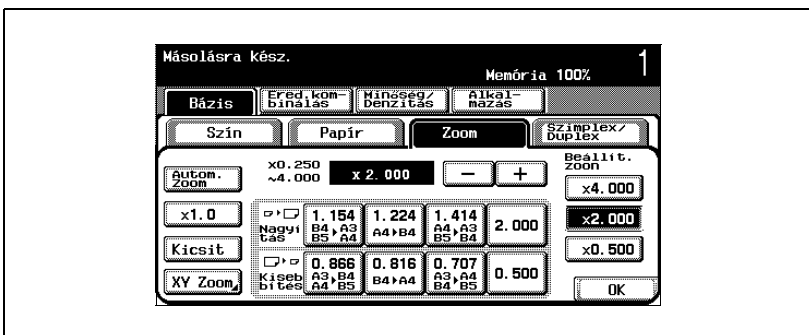 Másolásra kész.
1
Memória 100%
Bázis
Ered.kom-
binálás
Minőség/
Denzitás
Alkal-
mazás
Szín
Papír
Zoom
Szimplex/
Duplex
Autom.
Zoom
x0.250
~4.000
x 2.000
−
+
Beállít.
zoon
x4.000
x1.0
Nagyí
tás
1.154
B4▸A3
B5▸A4
1.224
A4▸B4
1.414
A4▸A3
B5▸B4
2.000
x2.000
Kicsit
x0.500
XY Zoom
Kiseb
bítés
0.866
A3▸B4
A4▸B5
0.816
B4▸A4
0.707
A3▸A4
B4▸B5
0.500
OK